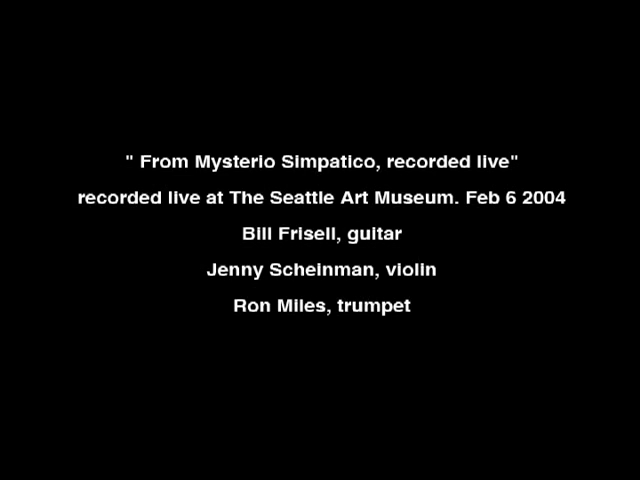 " From Mysterio Simpatico, recorded live"
recorded live at The Seattle Art Museum. Feb 6 2004
Bill Frisell, guitar
Jenny Scheinman, violin
Ron Miles, trumpet